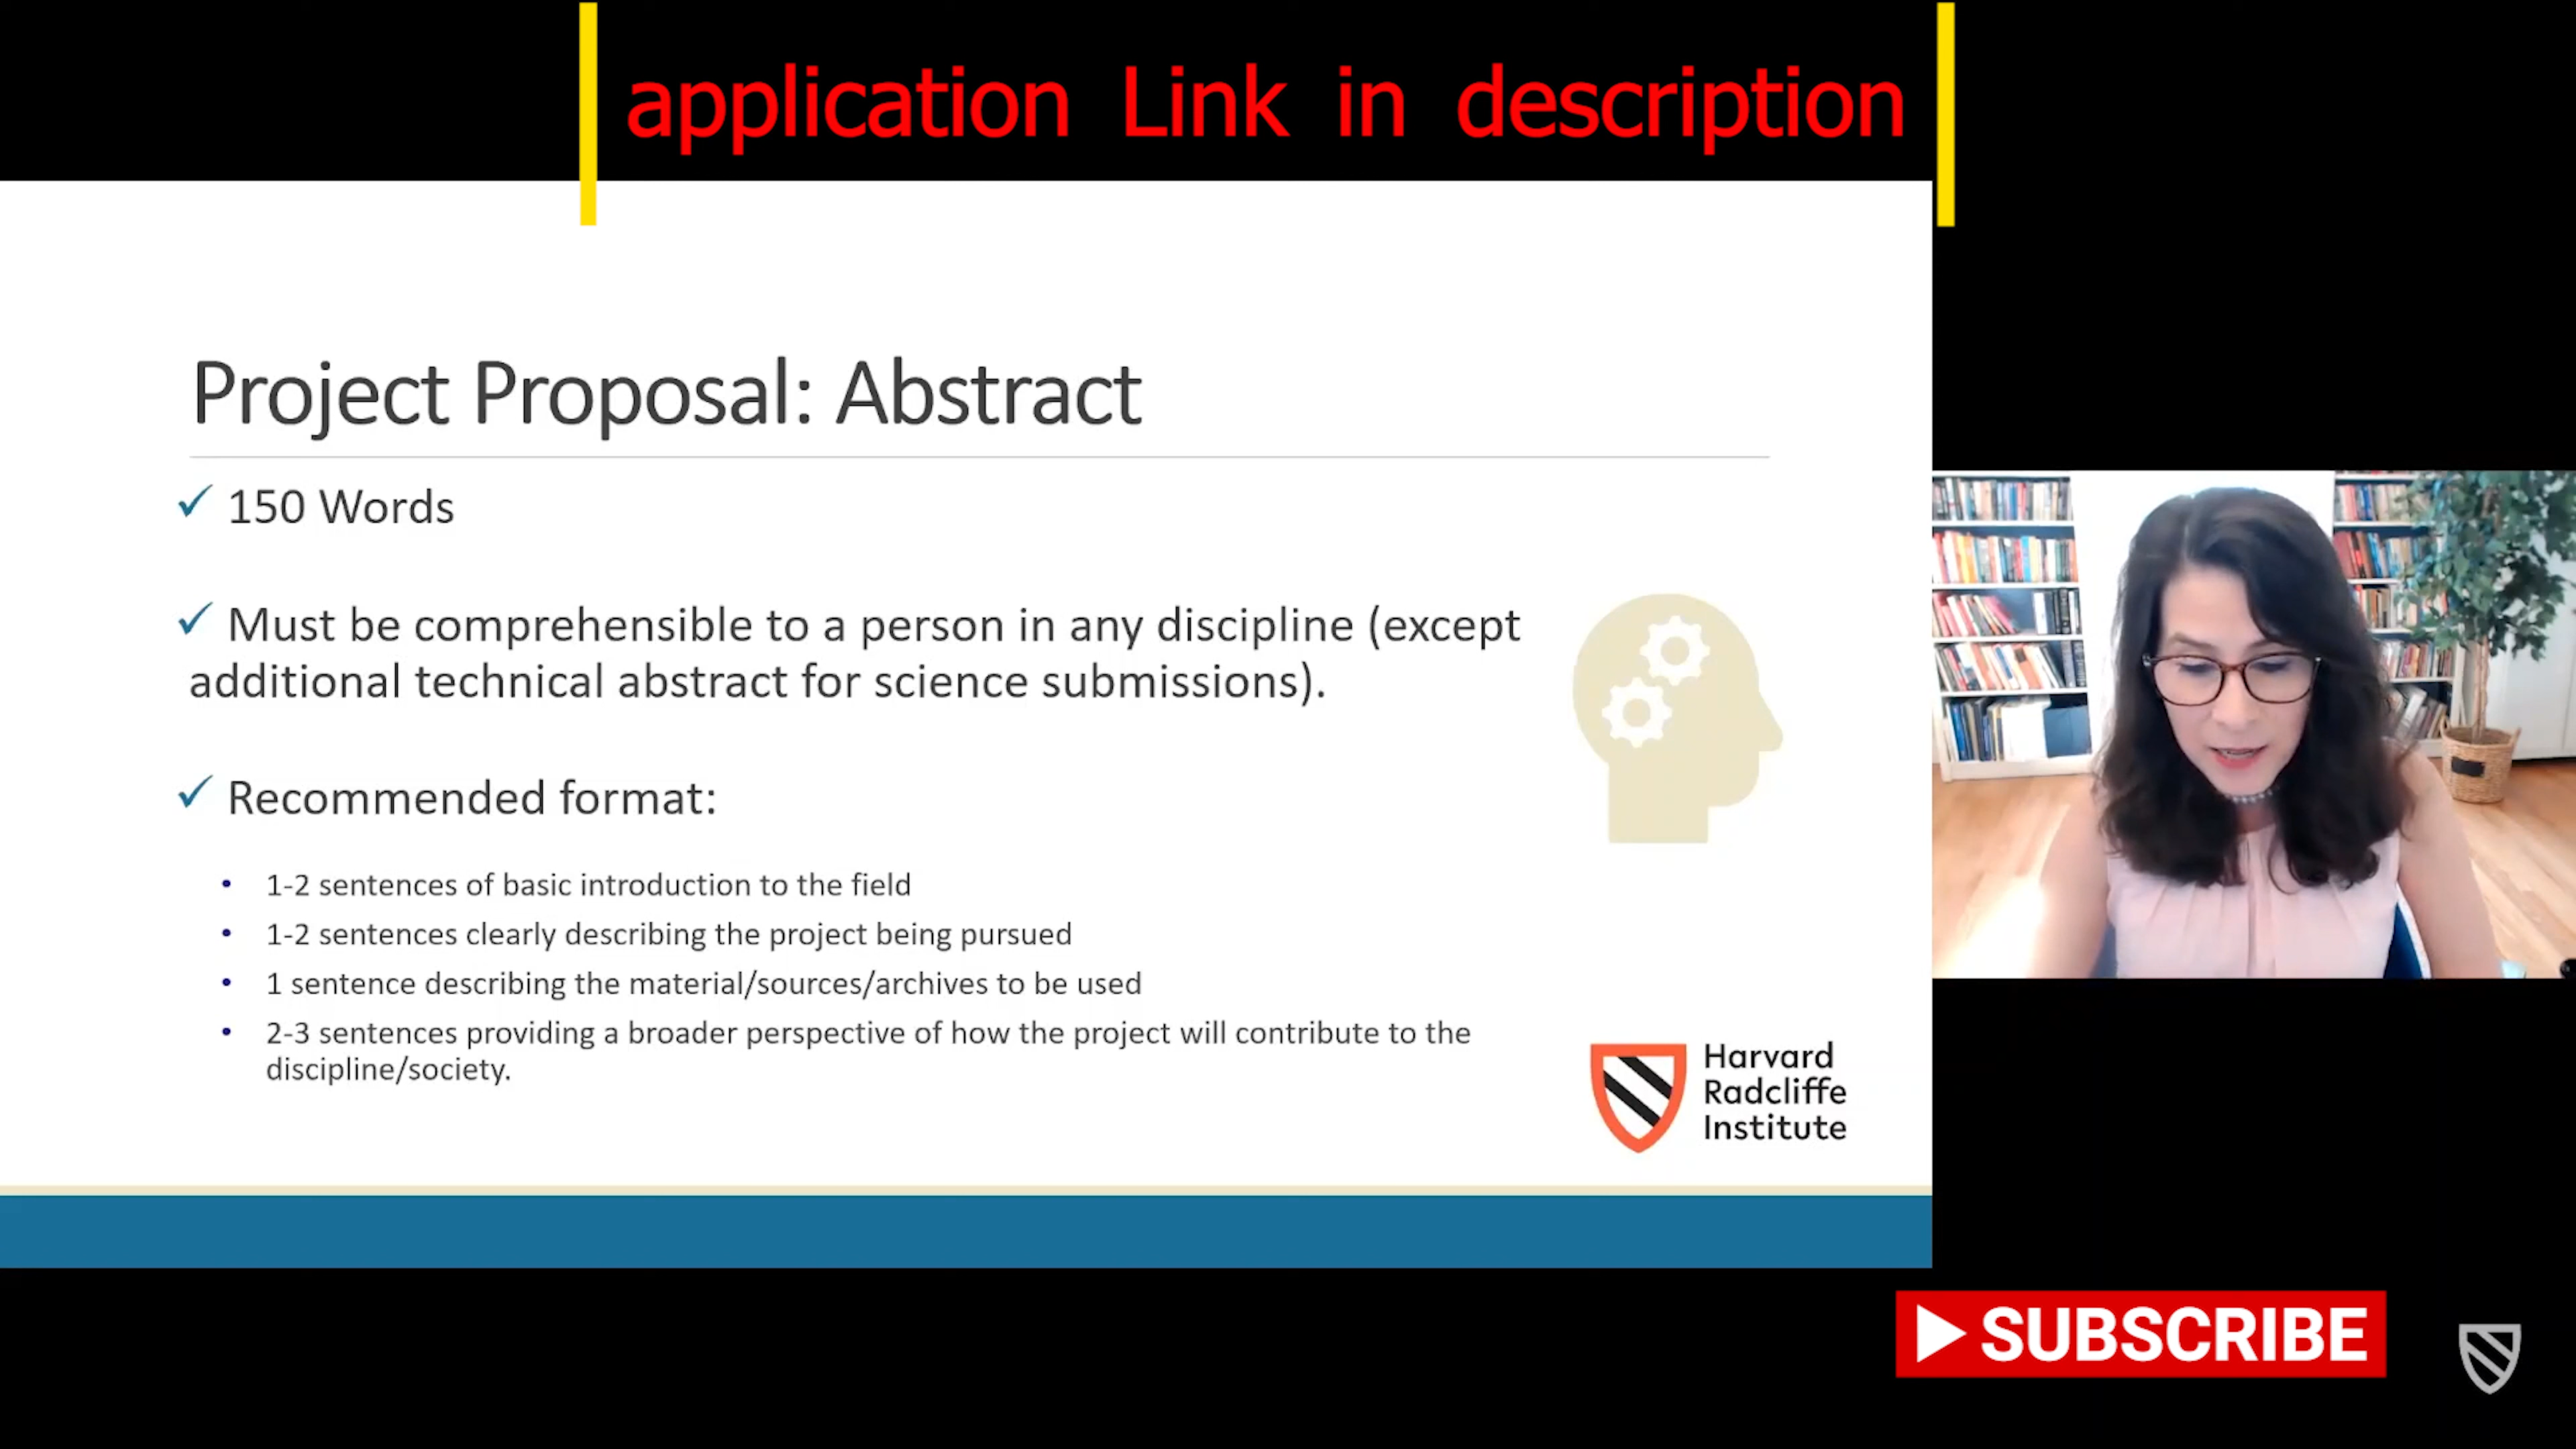 application Link in description
Project Proposal: Abstract
150 Words
Must be comprehensible to a person in any discipline (except
additional technical abstract for science submissions).
Recommended format:
• 1-2 sentences of basic introduction to the field
• 1-2 sentences clearly describing the project being pursued
• 1 sentence describing the material/sources/archives to be used
• 2-3 sentences providing a broader perspective of how the project will contribute to the
discipline/society.
Harvard
Radcliffe
Institute
SUBSCRIBE